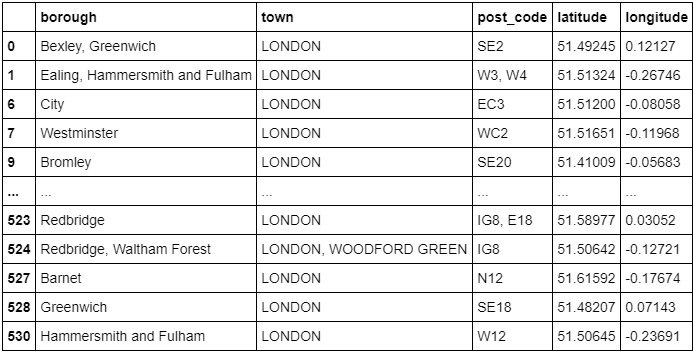 borough town post_code latitude longitude
0 Bexley, Greenwich LONDON SE2 51.49245 0.12127
1 Ealing, Hammersmith and Fulham LONDON W3, W4 51.51324 -0.26746
6 City LONDON EC3 51.51200 -0.08058
7 Westminster LONDON WC2 51.51651 -0.11968
9 Bromley LONDON SE20 51.41009 -0.05683
... ... ... ... ... ...
523 Redbridge LONDON IG8, E18 51.58977 0.03052
524 Redbridge, Waltham Forest LONDON, WOODFORD GREEN IG8 51.50642 -0.12721
527 Barnet LONDON N12 51.61592 -0.17674
528 Greenwich LONDON SE18 51.48207 0.07143
530 Hammersmith and Fulham LONDON W12 51.50645 -0.23691